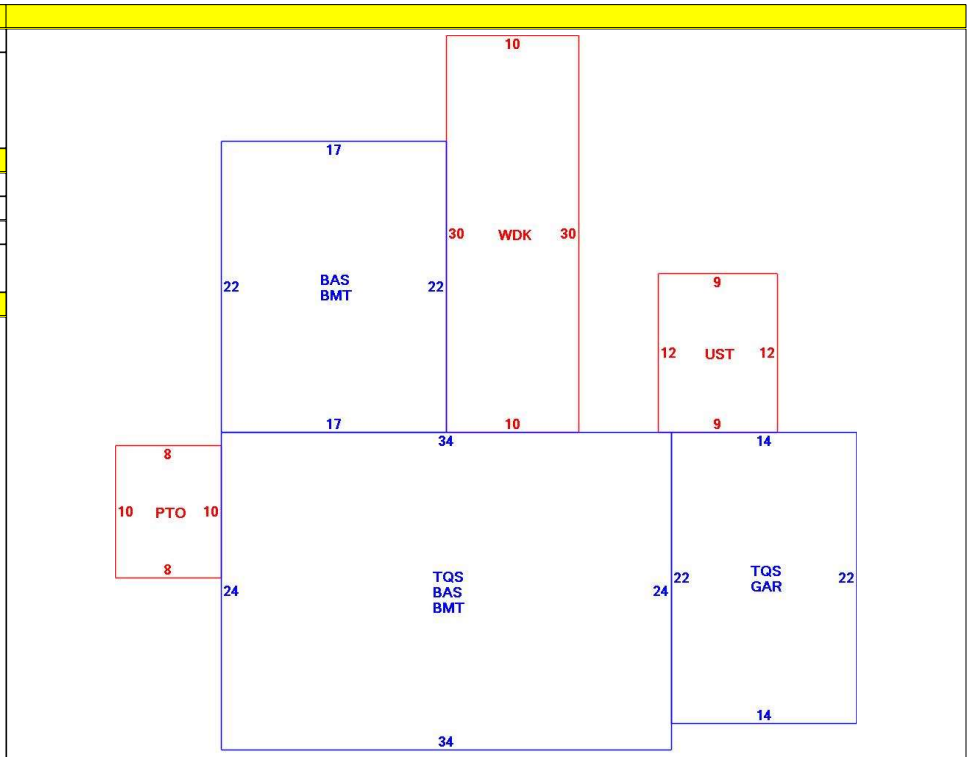 10
17
30 WDK 30
22 BAS 22
BMT
9
12 UST 12
17
10
9
34
14
8
10 PTO 10
8
24 TQS 24
BAS
BMT
22 TQS 22
GAR
14
34